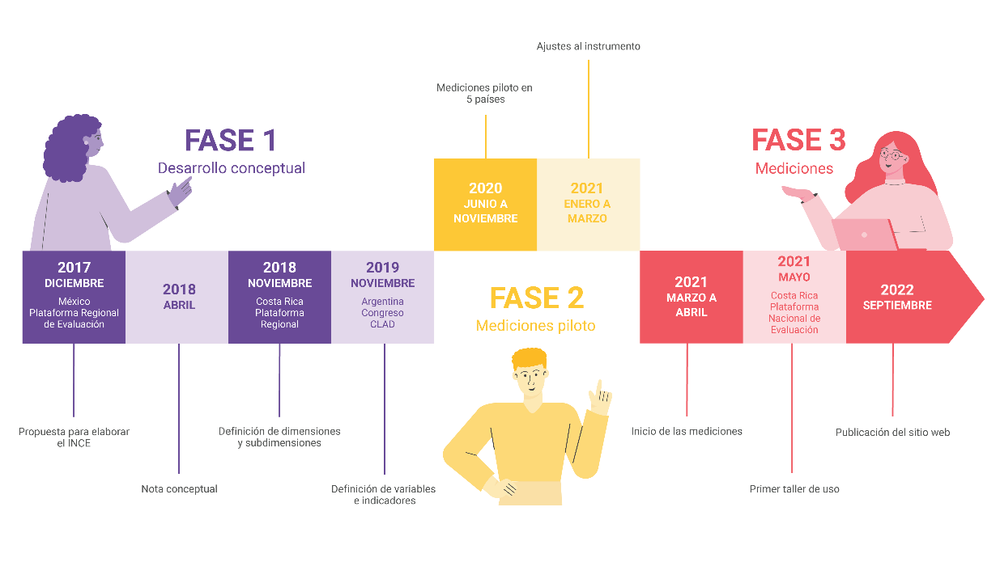 FASE 1
Desarrollo conceptual
2017
DICIEMBRE
México
Plataforma Regional
de Evaluación
Propuesta para elaborar
el INCE
2018
ABRIL
Nota conceptual
2018
NOVIEMBRE
Costa Rica
Plataforma
Regional
Definición de dimensiones
y subdimensiones
2019
NOVIEMBRE
Argentina
Congreso
CLAD
Definición de variables
e indicadores
FASE 2
Mediciones piloto
Mediciones piloto en
5 países
2020
JUNIO A
NOVIEMBRE
Ajustes al instrumento
2021
ENERO A
MARZO
FASE 3
Mediciones
2021
MARZO A
ABRIL
Inicio de las mediciones
2021
MAYO
Costa Rica
Plataforma
Nacional de
Evaluación
Primer taller de uso
2022
SEPTIEMBRE
Publicación del sitio web